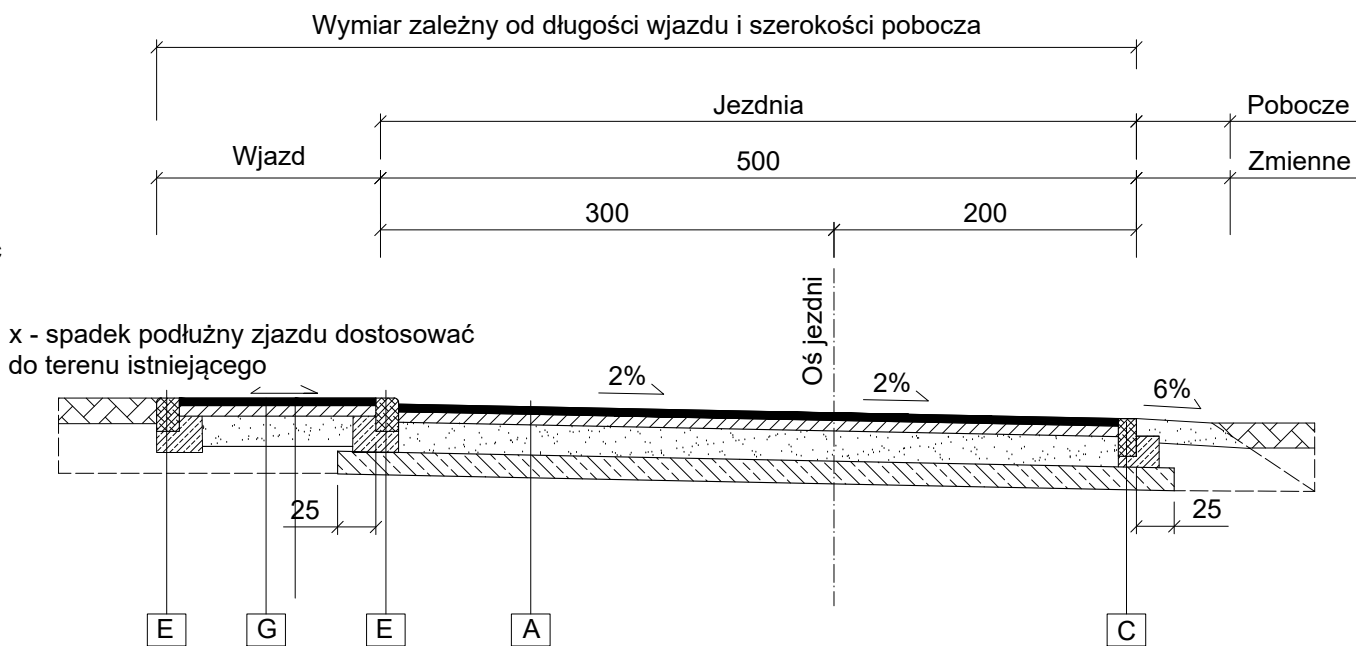 Wymiar zależny od długości wjazdu i szerokości pobocza
Jezdnia
Pobocze
Wjazd
500
Zmienne
300
200
Oś jezdni
x - spadek podłużny zjazdu dostosować
do terenu istniejącego
2%
2%
6%
25
25
E
G
E
A
C